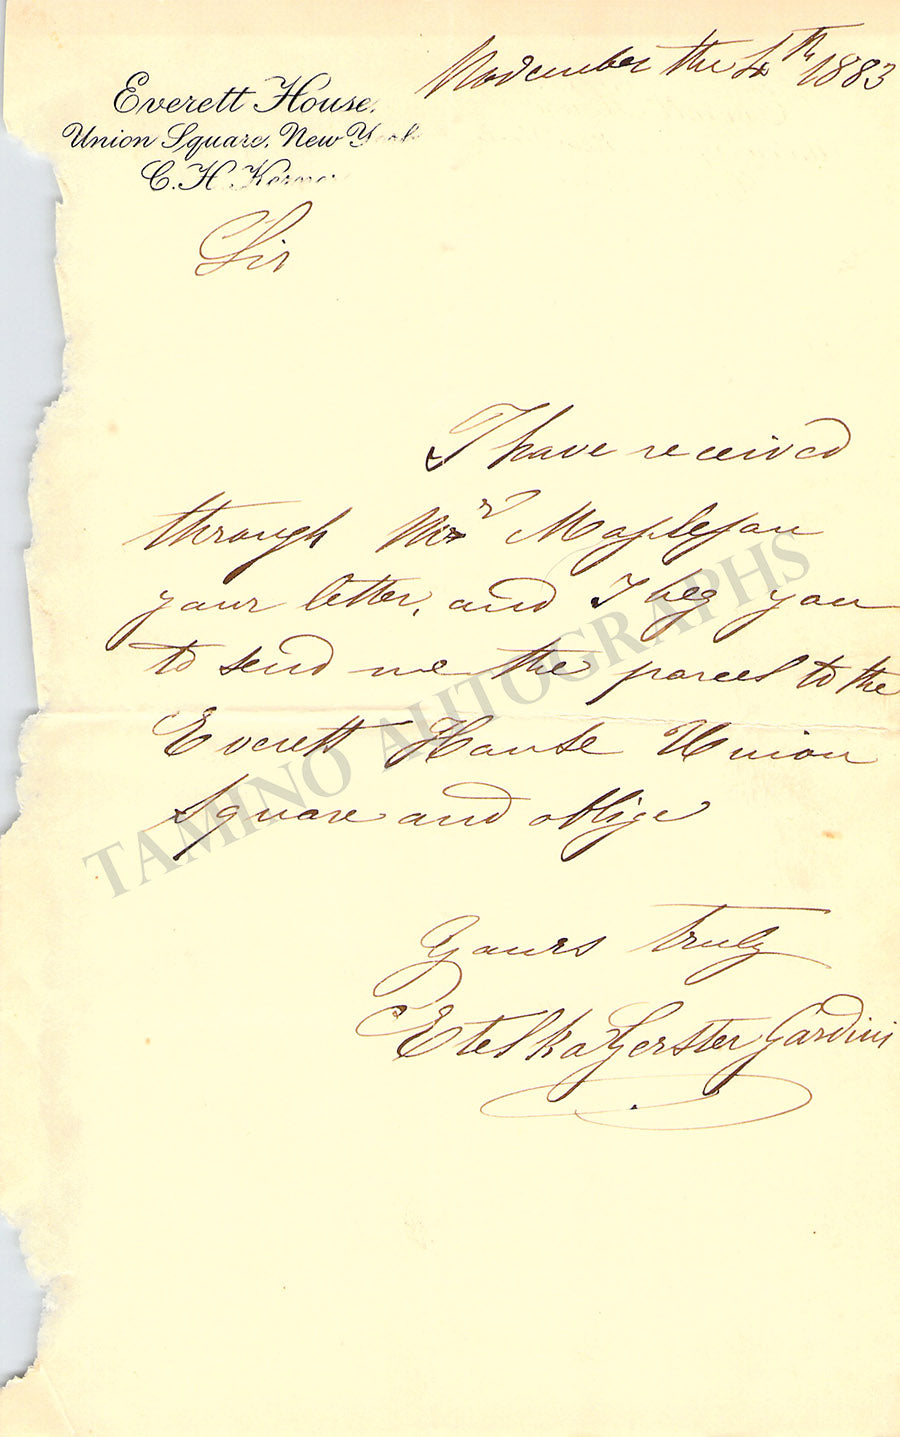 November the 4th 1883
Everett House.
Union Square, New York
C. H. Kerner
Sir
I have received
through Mr Mapleson
your letter, and I beg you
to send me the parcel to the
Everett House Union
Square and oblige
Yours truly
Etelka Gerster Gardini
TAMINO AUTOGRAPHS